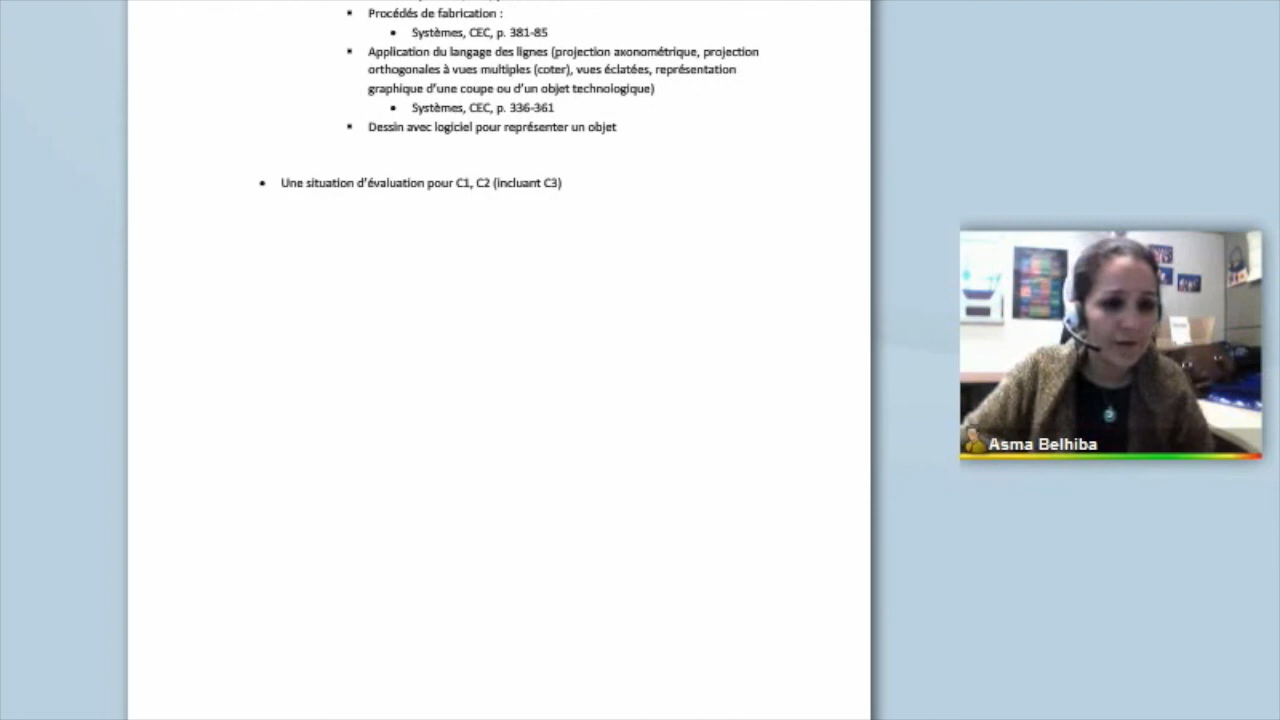 Procédés de fabrication :
Systèmes, CEC, p. 381-85
Application du langage des lignes (projection axonométrique, projection
orthogonales à vues multiples (coter), vues éclatées, représentation
graphique d'une coupe ou d'un objet technologique)
Systèmes, CEC, p. 336-361
Dessin avec logiciel pour représenter un objet
Une situation d'évaluation pour C1, C2 (incluant C3)
Asma Belhiba